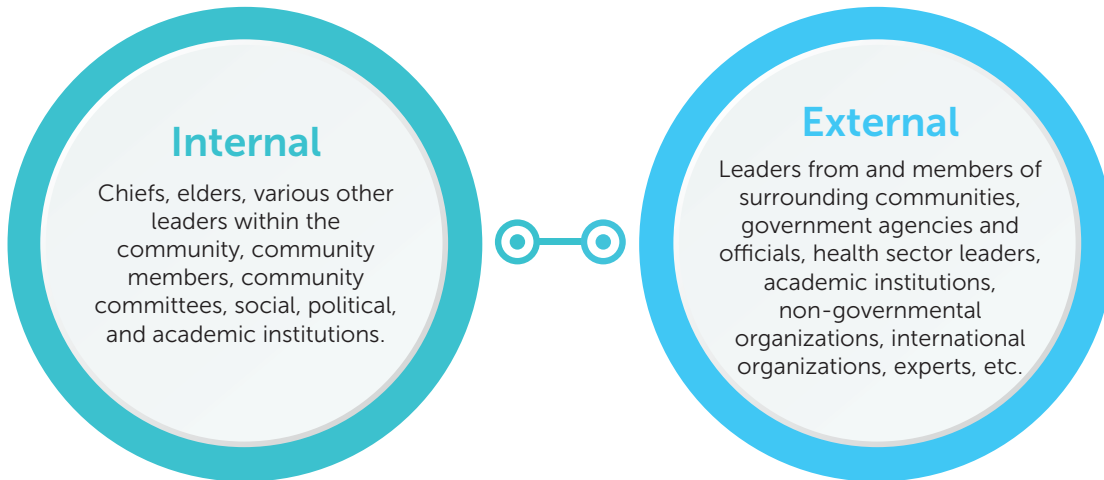 Internal
Chiefs, elders, various other
leaders within the
community, community
members, community
committees, social, political,
and academic institutions.
External
Leaders from and members of
surrounding communities,
government agencies and
officials, health sector leaders,
academic institutions,
non-governmental
organizations, international
organizations, experts, etc.